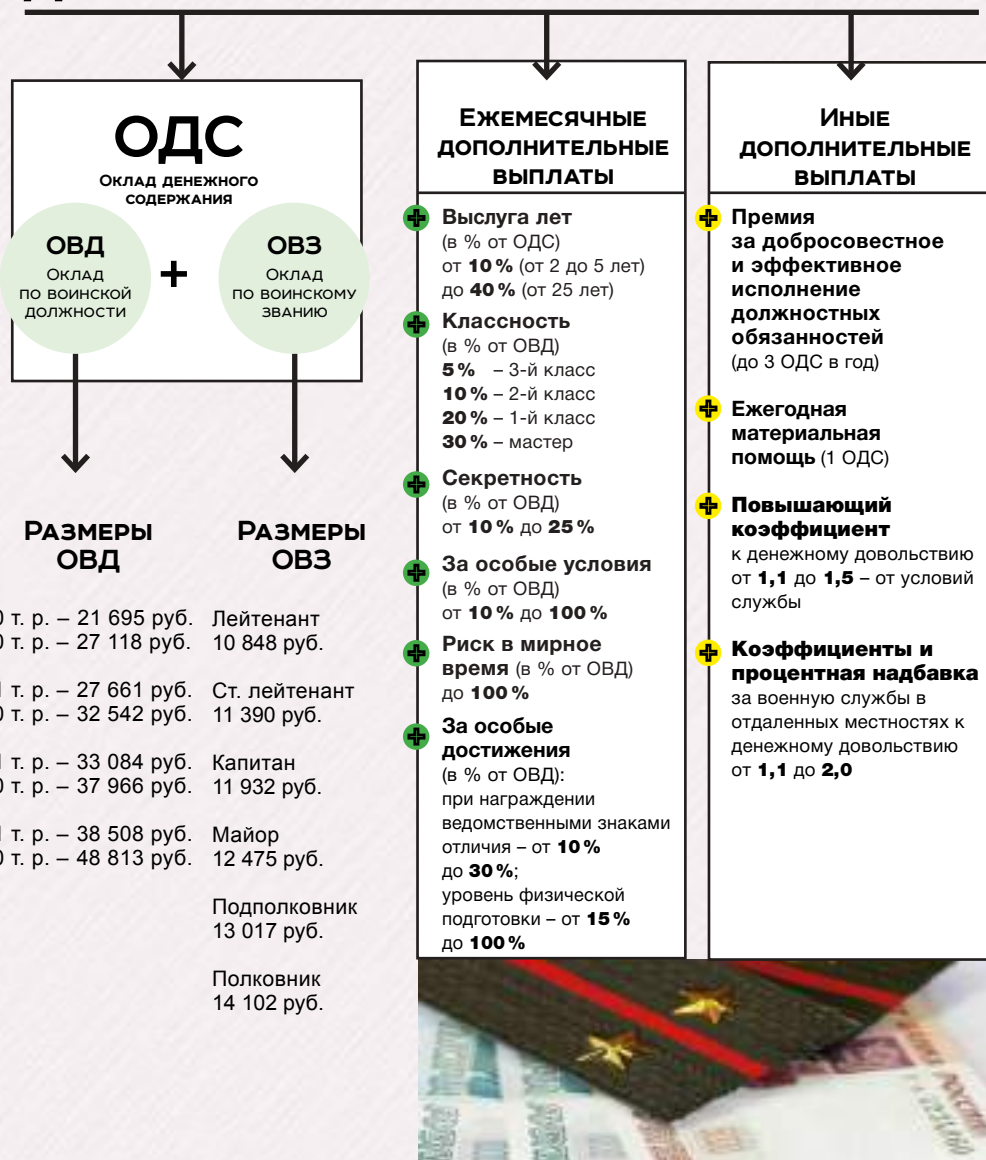 ОДС
Оклад денежного
содержания
ОВД
Оклад
по воинской
должности
+
ОВЗ
Оклад
по воинскому
званию
Размеры
ОВД
0 т. р. – 21 695 руб.
0 т. р. – 27 118 руб.
1 т. р. – 27 661 руб.
0 т. р. – 32 542 руб.
1 т. р. – 33 084 руб.
0 т. р. – 37 966 руб.
1 т. р. – 38 508 руб.
0 т. р. – 48 813 руб.
Размеры
ОВЗ
Лейтенант
10 848 руб.
Ст. лейтенант
11 390 руб.
Капитан
11 932 руб.
Майор
12 475 руб.
Подполковник
13 017 руб.
Полковник
14 102 руб.
Ежемесячные
дополнительные
выплаты
Выслуга лет
(в % от ОДС)
от 10 % (от 2 до 5 лет)
до 40 % (от 25 лет)
Классность
(в % от ОВД)
5 % – 3-й класс
10 % – 2-й класс
20 % – 1-й класс
30 % – мастер
Секретность
(в % от ОВД)
от 10 % до 25 %
За особые условия
(в % от ОВД)
от 10 % до 100 %
Риск в мирное
время (в % от ОВД)
до 100 %
За особые
достижения
(в % от ОВД):
при награждении
ведомственными знаками
отличия – от 10 %
до 30 %;
уровень физической
подготовки – от 15 %
до 100 %
Иные
дополнительные
выплаты
Премия
за добросовестное
и эффективное
исполнение
должностных
обязанностей
(до 3 ОДС в год)
Ежегодная
материальная
помощь (1 ОДС)
Повышающий
коэффициент
к денежному довольствию
от 1,1 до 1,5 – от условий
службы
Коэффициенты и
процентная надбавка
за военную службы в
отдаленных местностях к
денежному довольствию
от 1,1 до 2,0